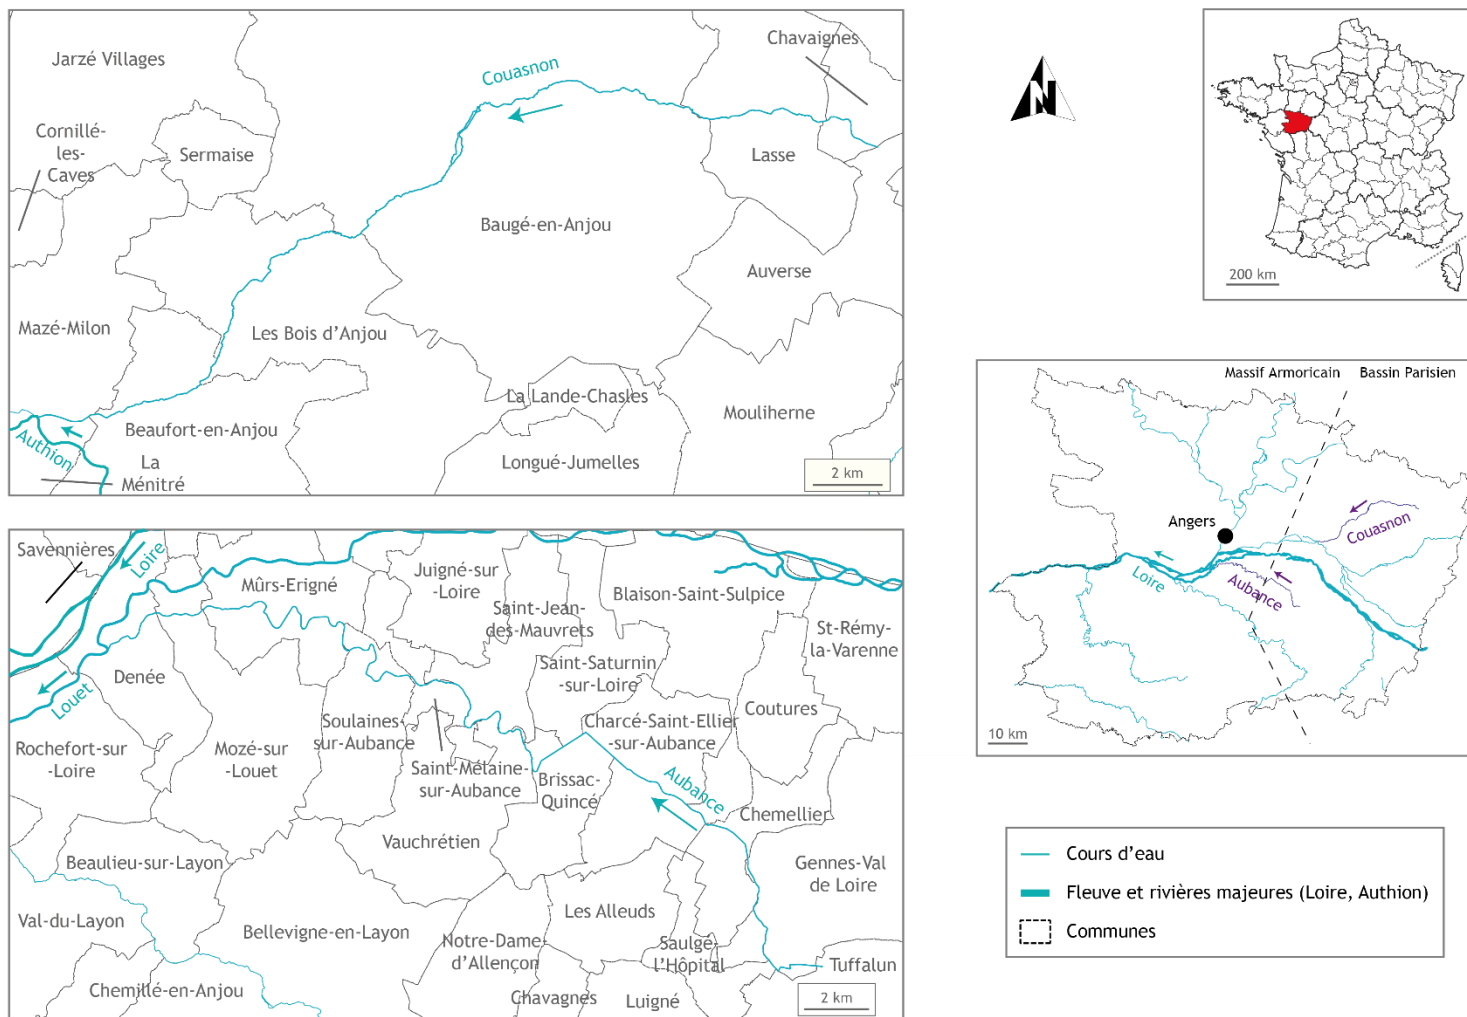 Jarzé Villages
Couasnon
Chavaignes
Cornillé-
les-
Caves
Sermaise
Lasse
Baugé-en-Anjou
Auverse
Mazé-Milon
Les Bois d’Anjou
La Lande-Chasles
Mouliherne
Beaufort-en-Anjou
Authion
La
Ménitré
Longué-Jumelles
2 km
N
200 km
Massif Armoricain
Bassin Parisien
Angers
Couasnon
Loire
Aubance
10 km
Savennières
Loire
Mûrs-Erigné
Juigné-sur
-Loire
Saint-Jean-
des-Mauvrets
Blaison-Saint-Sulpice
St-Rémy-
la-Varenne
Denée
Louet
Saint-Saturnin
-sur-Loire
Soulaines-
sur-Aubance
Charcé-Saint-Ellier
-sur-Aubance
Coutures
Rochefort-sur
-Loire
Mozé-sur
-Louet
Saint-Mélaine-
sur-Aubance
Brissac-
Quincé
Aubance
Chemellier
Vauchrétien
Beaulieu-sur-Layon
Gennes-Val
de Loire
Val-du-Layon
Bellevigne-en-Layon
Les Alleuds
Notre-Dame-
d’Allençon
Saulgé-
l’Hôpital
Tuffalun
Chemillé-en-Anjou
Chavagnes
Luigné
2 km
Cours d’eau
Fleuve et rivières majeures (Loire, Authion)
Communes